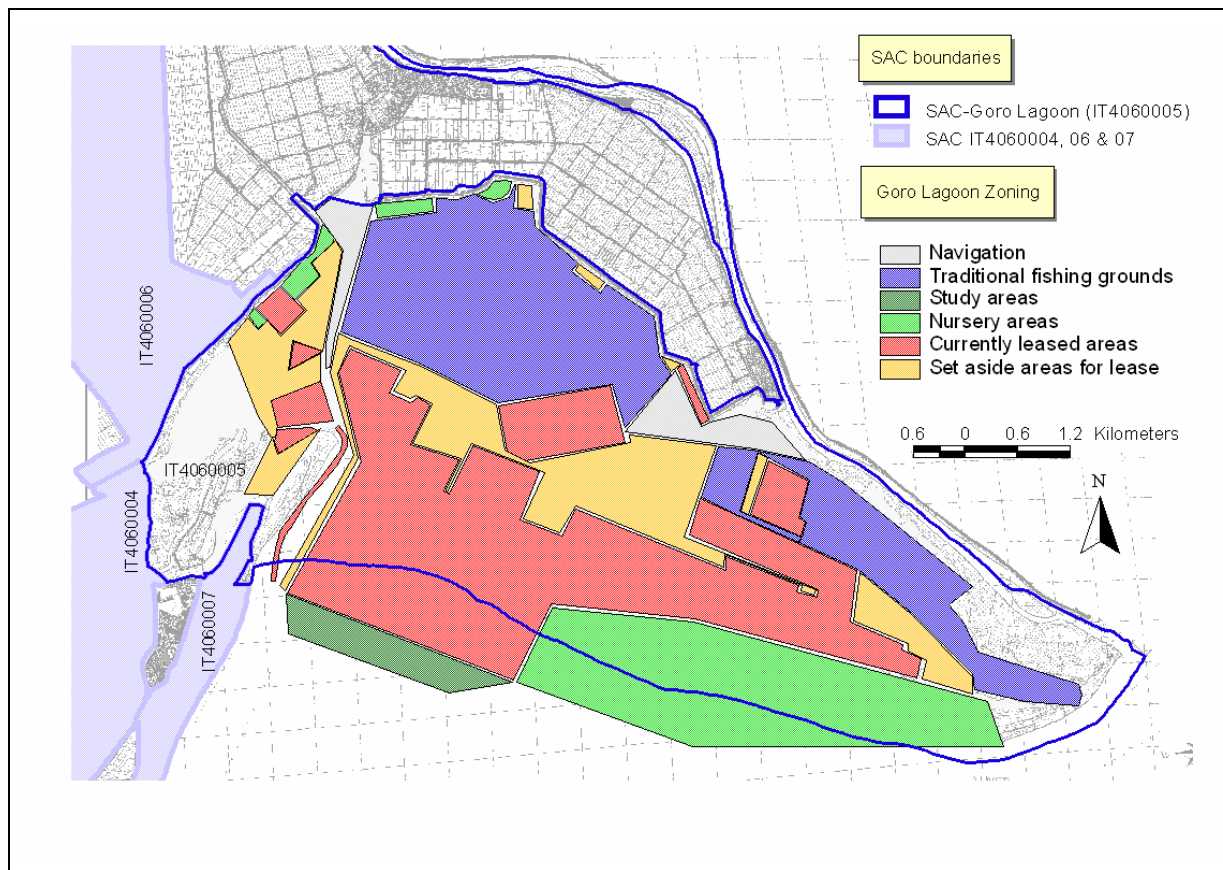 SAC boundaries
SAC-Goro Lagoon (IT4060005)
SAC IT4060004, 06 & 07
Goro Lagoon Zoning
Navigation
Traditional fishing grounds
Study areas
Nursery areas
Currently leased areas
Set aside areas for lease
0.6 0 0.6 1.2 Kilometers
N
IT4060006
IT4060005
IT4060004
IT4060007